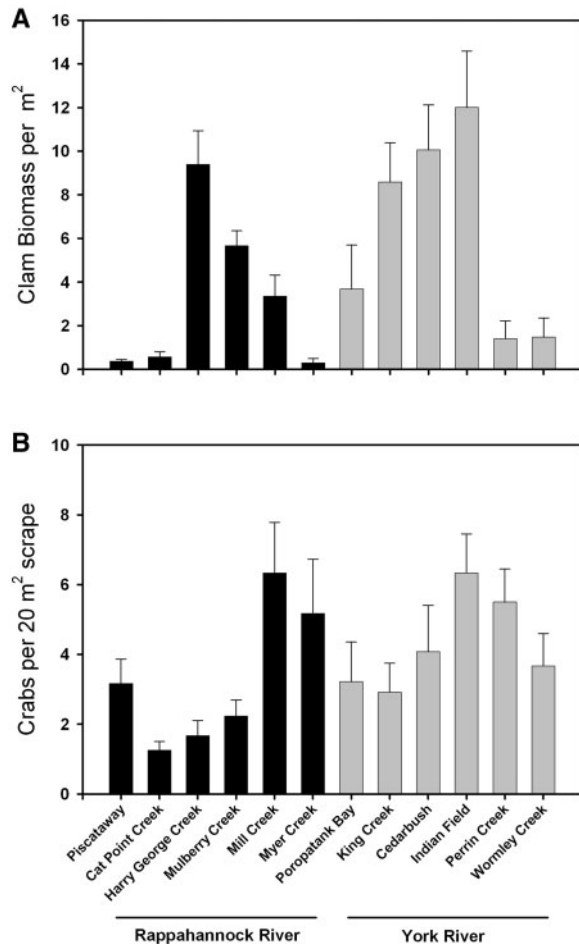 A
16
14
12
10
8
6
4
2
0
Clam Biomass per m²
B
10
8
6
4
2
0
Crabs per 20 m² scrape
Piscataway
Cat Point Creek
Harry George Creek
Mulberry Creek
Mill Creek
Myer Creek
Poropatank Bay
King Creek
Cedarbush
Indian Field
Perrin Creek
Wormley Creek
Rappahannock River
York River